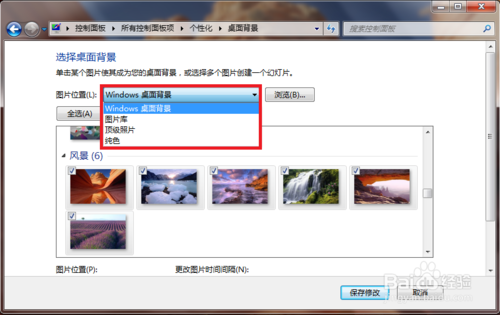 控制面板 ▸ 所有控制面板项 ▸ 个性化 ▸ 桌面背景
搜索控制面板
选择桌面背景
单击某个图片使其成为您的桌面背景，或选择多个图片创建一个幻灯片。
图片位置(L): Windows 桌面背景 浏览(B)...
Windows 桌面背景
全选(A)
图片库
顶级照片
纯色
风景 (6)
图片位置(P): 更改图片时间间隔(N):
保存修改 取消
Baidu 经验